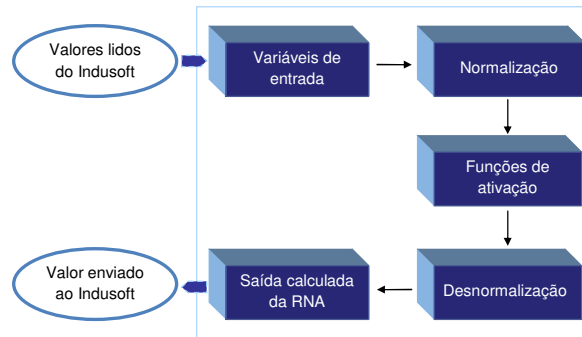 Valores lidos
do Indusoft
Variáveis de
entrada
Normalização
Funções de
ativação
Desnormalização
Saída calculada
da RNA
Valor enviado
ao Indusoft